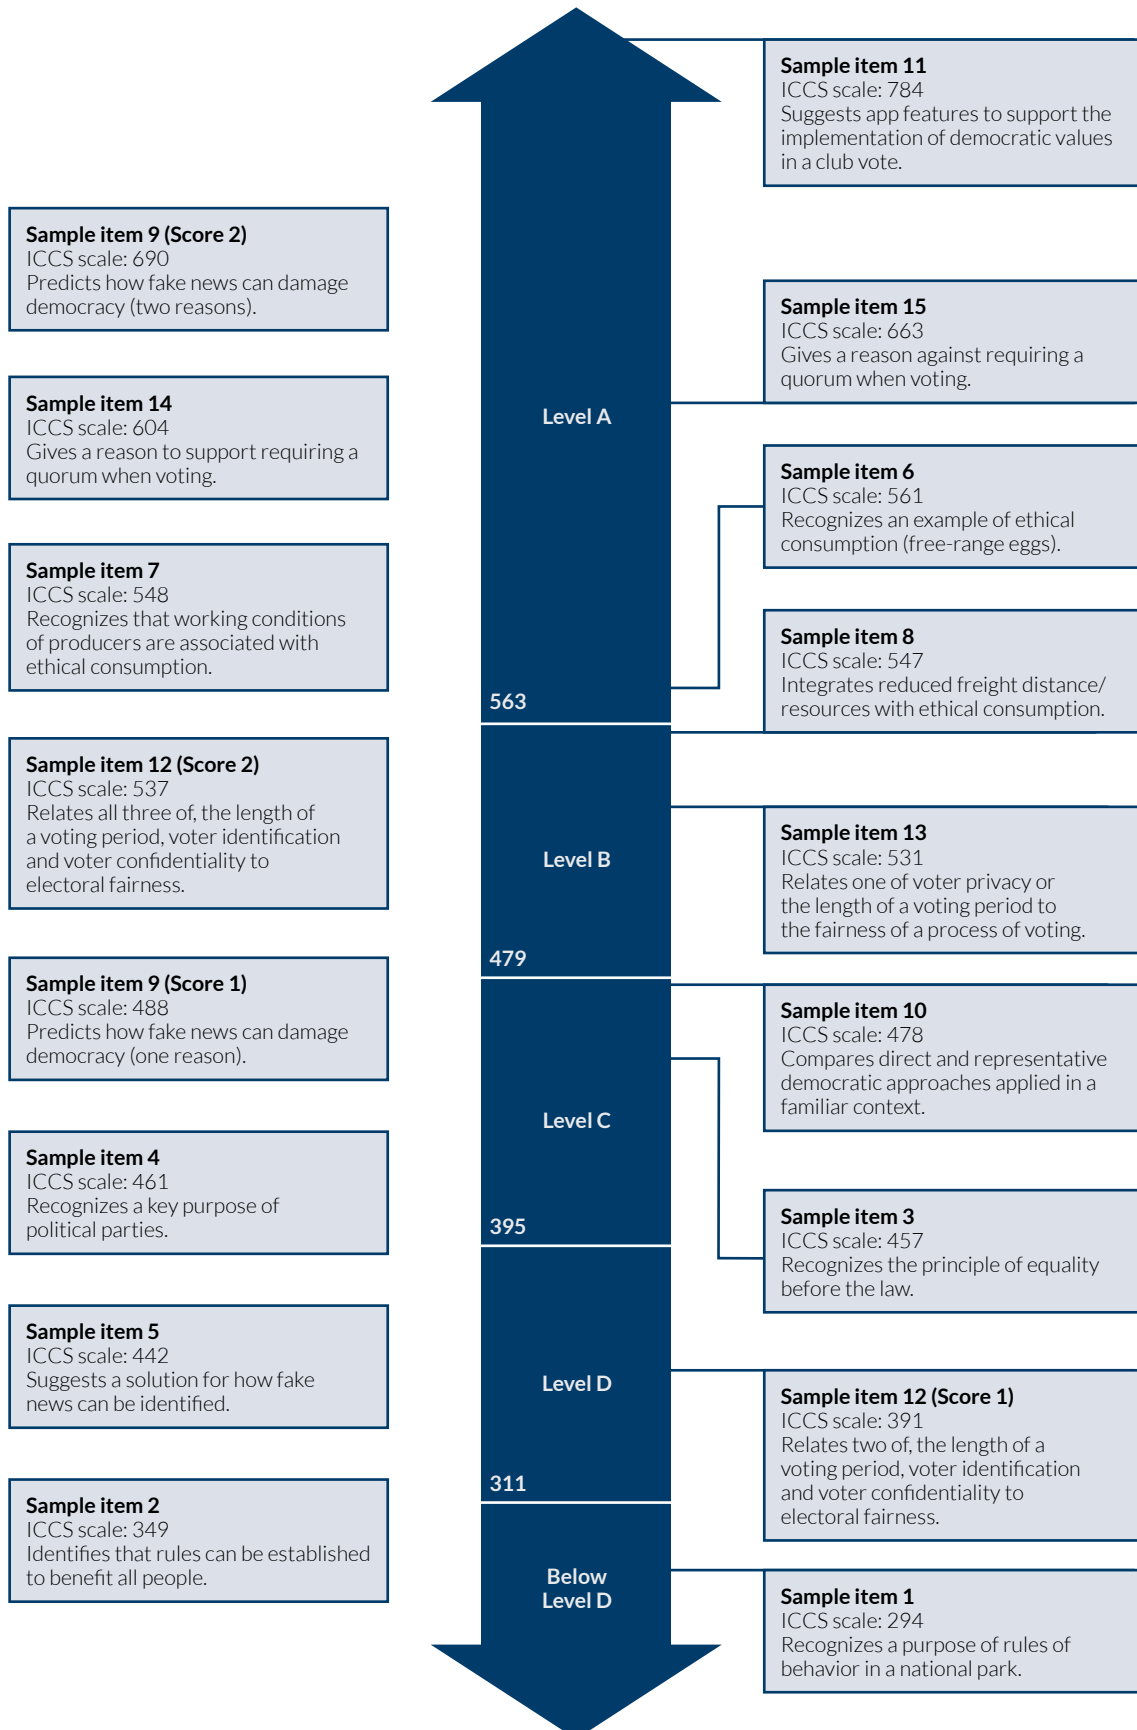 Sample item 11
ICCS scale: 784
Suggests app features to support the
implementation of democratic values
in a club vote.
Sample item 9 (Score 2)
ICCS scale: 690
Predicts how fake news can damage
democracy (two reasons).
Sample item 15
ICCS scale: 663
Gives a reason against requiring a
quorum when voting.
Sample item 14
ICCS scale: 604
Gives a reason to support requiring a
quorum when voting.
Level A
Sample item 6
ICCS scale: 561
Recognizes an example of ethical
consumption (free-range eggs).
Sample item 7
ICCS scale: 548
Recognizes that working conditions
of producers are associated with
ethical consumption.
Sample item 8
ICCS scale: 547
Integrates reduced freight distance/
resources with ethical consumption.
563
Sample item 12 (Score 2)
ICCS scale: 537
Relates all three of, the length of
a voting period, voter identification
and voter confidentiality to
electoral fairness.
Level B
Sample item 13
ICCS scale: 531
Relates one of voter privacy or
the length of a voting period to
the fairness of a process of voting.
479
Sample item 9 (Score 1)
ICCS scale: 488
Predicts how fake news can damage
democracy (one reason).
Sample item 10
ICCS scale: 478
Compares direct and representative
democratic approaches applied in a
familiar context.
Level C
Sample item 4
ICCS scale: 461
Recognizes a key purpose of
political parties.
395
Sample item 3
ICCS scale: 457
Recognizes the principle of equality
before the law.
Sample item 5
ICCS scale: 442
Suggests a solution for how fake
news can be identified.
Level D
Sample item 12 (Score 1)
ICCS scale: 391
Relates two of, the length of a
voting period, voter identification
and voter confidentiality to
electoral fairness.
311
Sample item 2
ICCS scale: 349
Identifies that rules can be established
to benefit all people.
Below
Level D
Sample item 1
ICCS scale: 294
Recognizes a purpose of rules of
behavior in a national park.